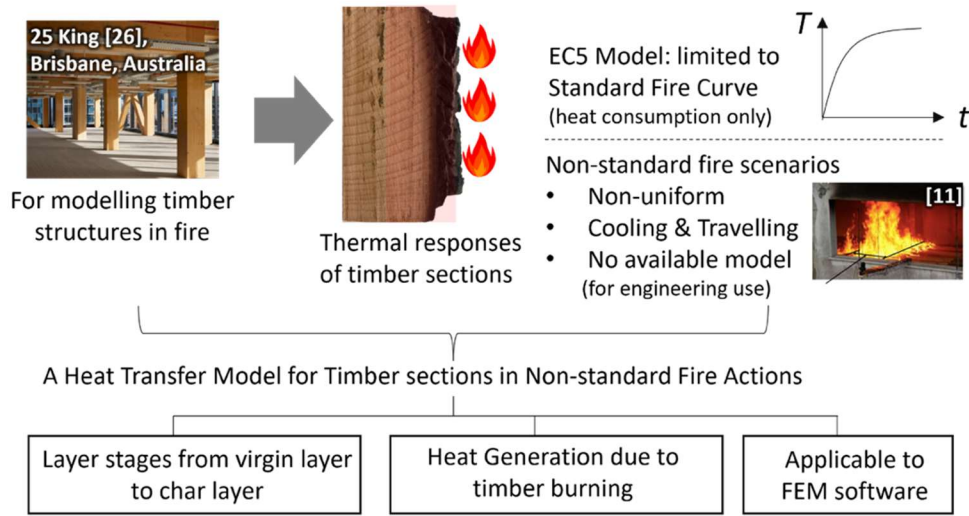 25 King [26],
Brisbane, Australia
For modelling timber
structures in fire
Thermal responses
of timber sections
EC5 Model: limited to
Standard Fire Curve
(heat consumption only)
T
t
Non-standard fire scenarios
• Non-uniform
• Cooling & Travelling
• No available model
(for engineering use)
[11]
A Heat Transfer Model for Timber sections in Non-standard Fire Actions
Layer stages from virgin layer
to char layer
Heat Generation due to
timber burning
Applicable to
FEM software